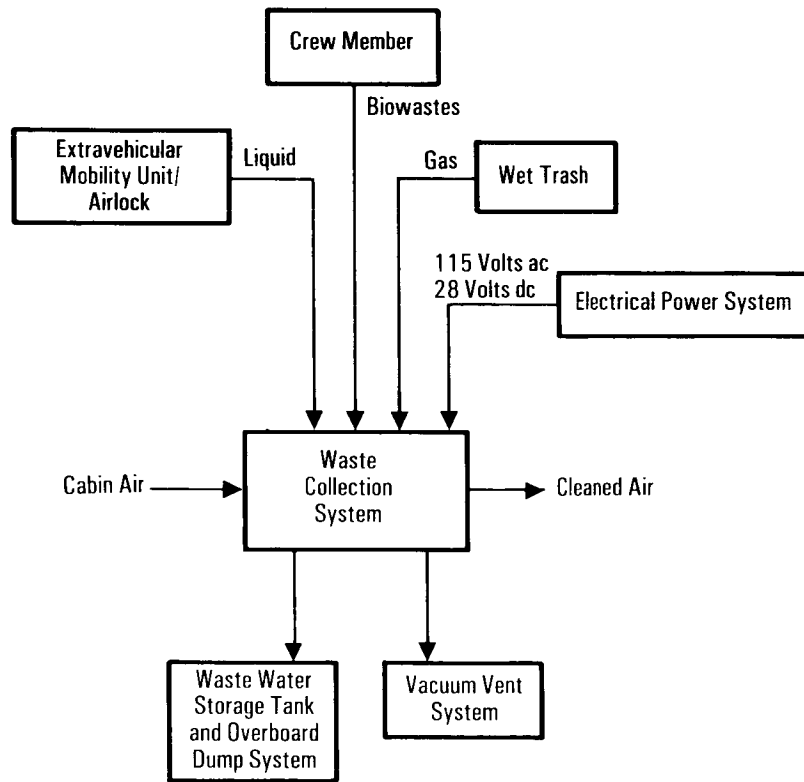 Crew Member
Biowastes
Extravehicular
Mobility Unit/
Airlock
Liquid
Gas
Wet Trash
115 Volts ac
28 Volts dc
Electrical Power System
Waste
Collection
System
Cabin Air
Cleaned Air
Waste Water
Storage Tank
and Overboard
Dump System
Vacuum Vent
System